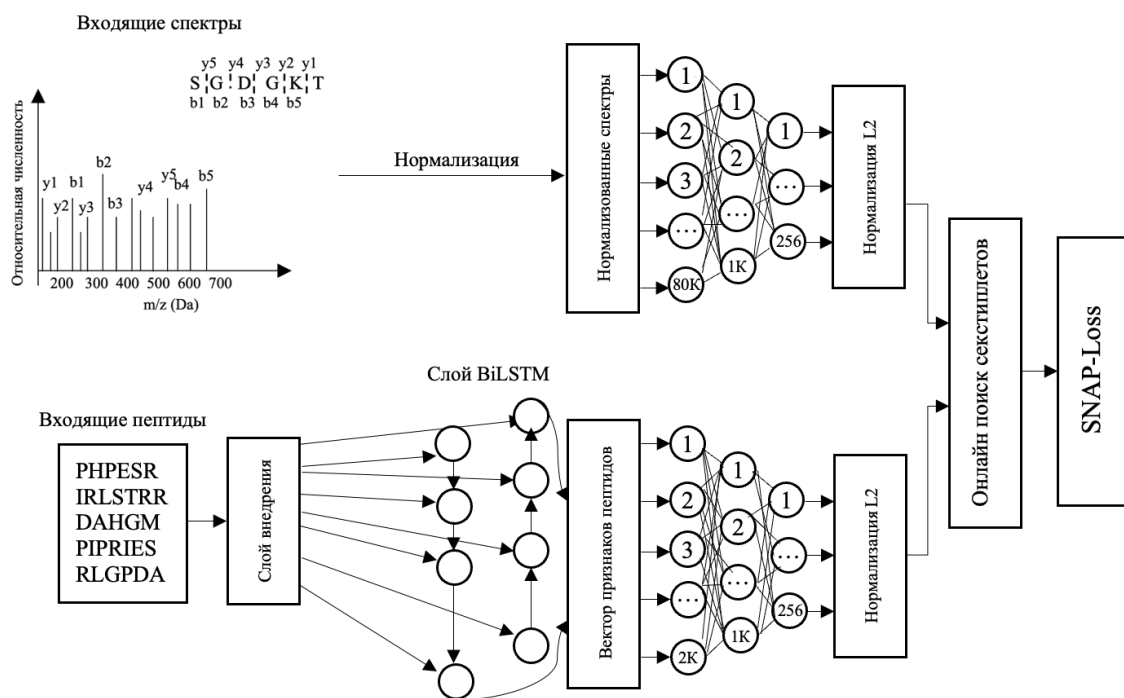 Входящие спектры
y5 y4 y3 y2 y1
S G D G K T
b1 b2 b3 b4 b5
Относительная численность
y1 y2 b1 y3 b2 b3 y4 y5 b4 b5
200 300 400 500 600 700
m/z (Da)
Нормализация
Нормализованные спектры
1
2
3
...
80K
1
2
...
1K
1
...
256
Нормализация L2
Входящие пептиды
PHPESR
IRLSTRR
DAHGM
PIPRIES
RLGPDA
Слой внедрения
Слой BiLSTM
Вектор признаков пептидов
1
2
3
...
2K
1
2
...
1K
1
...
256
Нормализация L2
Онлайн поиск секстиплетов
SNAP-Loss